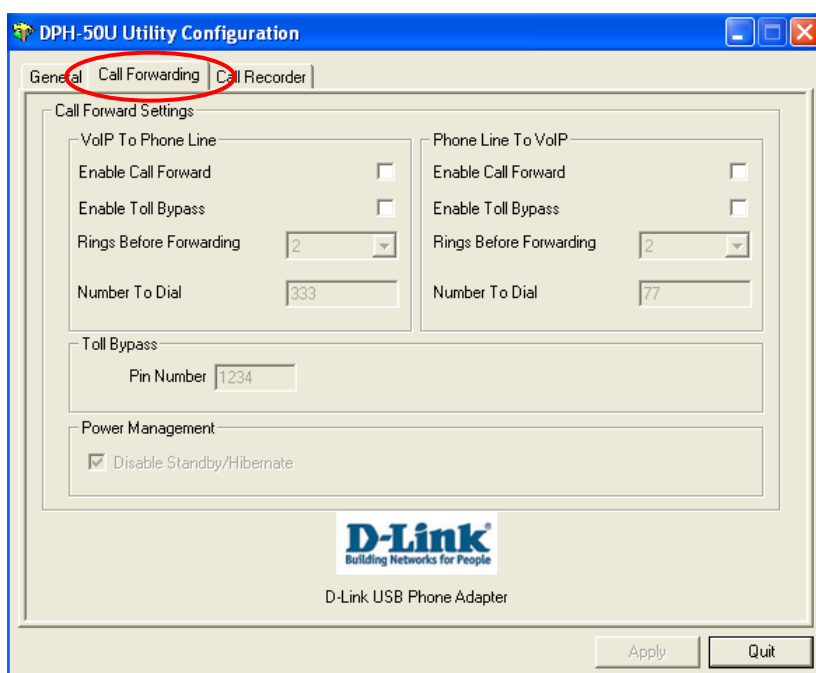 DPH-50U Utility Configuration
General Call Forwarding Call Recorder
Call Forward Settings
VoIP To Phone Line
Enable Call Forward
Enable Toll Bypass
Rings Before Forwarding 2
Number To Dial 333
Phone Line To VoIP
Enable Call Forward
Enable Toll Bypass
Rings Before Forwarding 2
Number To Dial 77
Toll Bypass
Pin Number 1234
Power Management
Disable Standby/Hibernate
D-Link®
Building Networks for People
D-Link USB Phone Adapter
Apply Quit